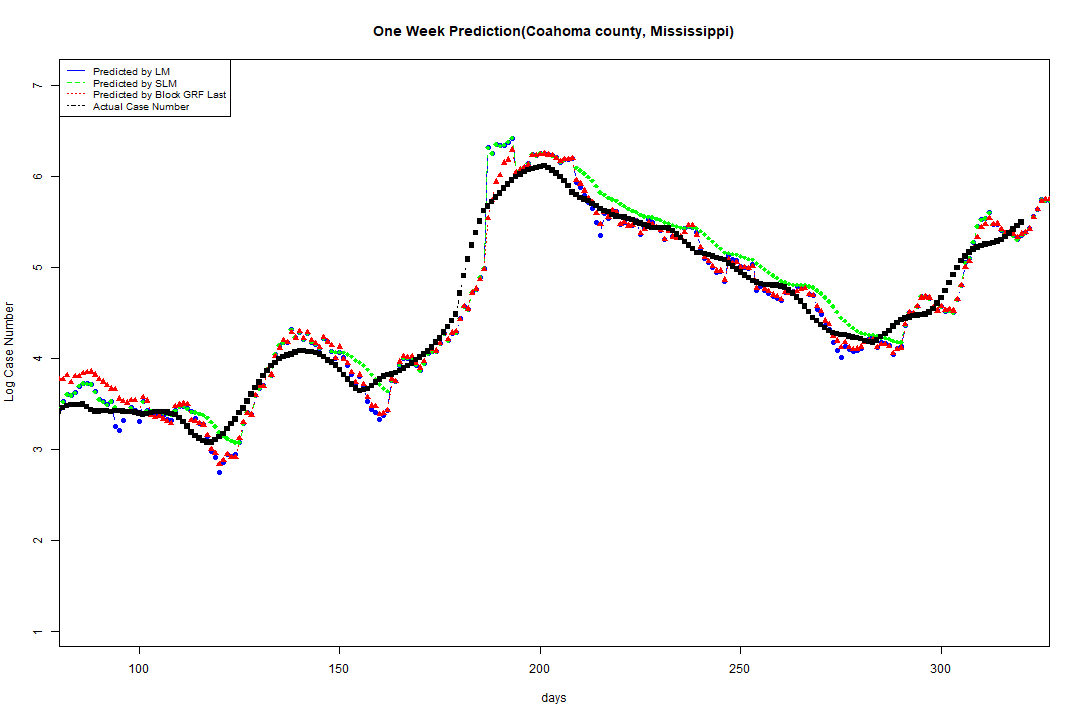 One Week Prediction(Coahoma county, Mississippi)
Predicted by LM
Predicted by SLM
Predicted by Block GRF Last
Actual Case Number
7
6
5
4
3
2
1
Log Case Number
100 150 200 250 300
days